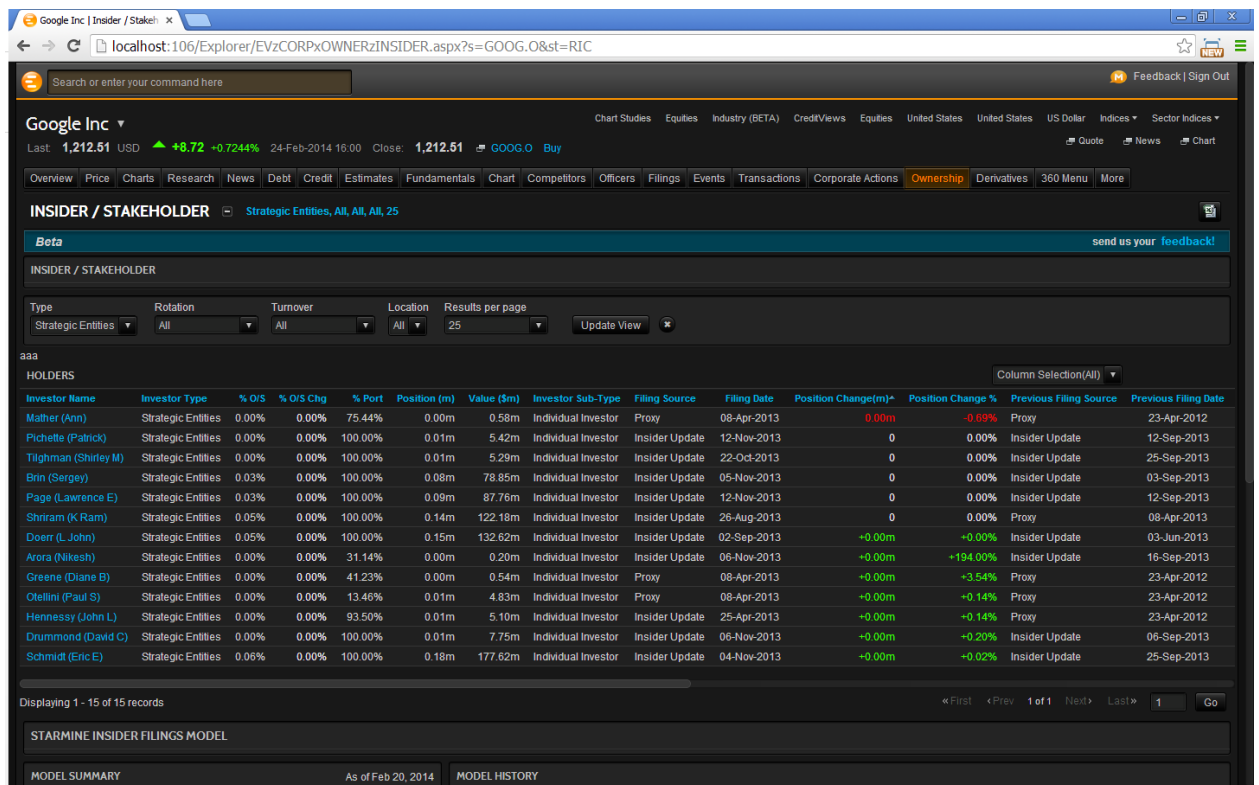 Google Inc | Insider / Stakeh ×
localhost:106/Explorer/EVzCORPxOWNERzINSIDER.aspx?s=GOOG.O&st=RIC
NEW
Search or enter your command here
Feedback | Sign Out
Google Inc
Chart Studies Equities Industry (BETA) CreditViews Equities United States United States US Dollar Indices Sector Indices
Last: 1,212.51 USD +8.72 +0.7244% 24-Feb-2014 16:00 Close: 1,212.51 GOOG.O Buy
Quote News Chart
Overview Price Charts Research News Debt Credit Estimates Fundamentals Chart Competitors Officers Filings Events Transactions Corporate Actions Ownership Derivatives 360 Menu More
INSIDER / STAKEHOLDER Strategic Entities, All, All, All, 25
Beta send us your feedback!
INSIDER / STAKEHOLDER
Type Rotation Turnover Location Results per page
Strategic Entities All All All 25 Update View
aaa
HOLDERS Column Selection(All)
Investor Name Investor Type % O/S % O/S Chg % Port Position (m) Value ($m) Investor Sub-Type Filing Source Filing Date Position Change(m) Position Change % Previous Filing Source Previous Filing Date
Mather (Ann) Strategic Entities 0.00% 0.00% 75.44% 0.00m 0.58m Individual Investor Proxy 08-Apr-2013 0.00m -0.69% Proxy 23-Apr-2012
Pichette (Patrick) Strategic Entities 0.00% 0.00% 100.00% 0.01m 5.42m Individual Investor Insider Update 12-Nov-2013 0 0.00% Insider Update 12-Sep-2013
Tilghman (Shirley M) Strategic Entities 0.00% 0.00% 100.00% 0.01m 5.29m Individual Investor Insider Update 22-Oct-2013 0 0.00% Insider Update 25-Sep-2013
Brin (Sergey) Strategic Entities 0.03% 0.00% 100.00% 0.08m 78.85m Individual Investor Insider Update 05-Nov-2013 0 0.00% Insider Update 03-Sep-2013
Page (Lawrence E) Strategic Entities 0.03% 0.00% 100.00% 0.09m 87.76m Individual Investor Insider Update 12-Nov-2013 0 0.00% Insider Update 12-Sep-2013
Shriram (K Ram) Strategic Entities 0.05% 0.00% 100.00% 0.14m 122.18m Individual Investor Insider Update 26-Aug-2013 0 0.00% Proxy 08-Apr-2013
Doerr (L John) Strategic Entities 0.05% 0.00% 100.00% 0.15m 132.62m Individual Investor Insider Update 02-Sep-2013 +0.00m +0.00% Insider Update 03-Jun-2013
Arora (Nikesh) Strategic Entities 0.00% 0.00% 31.14% 0.00m 0.20m Individual Investor Insider Update 06-Nov-2013 +0.00m +194.00% Insider Update 16-Sep-2013
Greene (Diane B) Strategic Entities 0.00% 0.00% 41.23% 0.00m 0.54m Individual Investor Proxy 08-Apr-2013 +0.00m +3.54% Proxy 23-Apr-2012
Otellini (Paul S) Strategic Entities 0.00% 0.00% 13.46% 0.01m 4.83m Individual Investor Proxy 08-Apr-2013 +0.00m +0.14% Proxy 23-Apr-2012
Hennessy (John L) Strategic Entities 0.00% 0.00% 93.50% 0.01m 5.10m Individual Investor Insider Update 25-Apr-2013 +0.00m +0.14% Proxy 23-Apr-2012
Drummond (David C) Strategic Entities 0.00% 0.00% 100.00% 0.01m 7.75m Individual Investor Insider Update 06-Nov-2013 +0.00m +0.20% Insider Update 06-Sep-2013
Schmidt (Eric E) Strategic Entities 0.06% 0.00% 100.00% 0.18m 177.62m Individual Investor Insider Update 04-Nov-2013 +0.00m +0.02% Insider Update 25-Sep-2013
Displaying 1 - 15 of 15 records «First ‹Prev 1 of 1 Next› Last» 1 Go
STARMINE INSIDER FILINGS MODEL
MODEL SUMMARY As of Feb 20, 2014 MODEL HISTORY